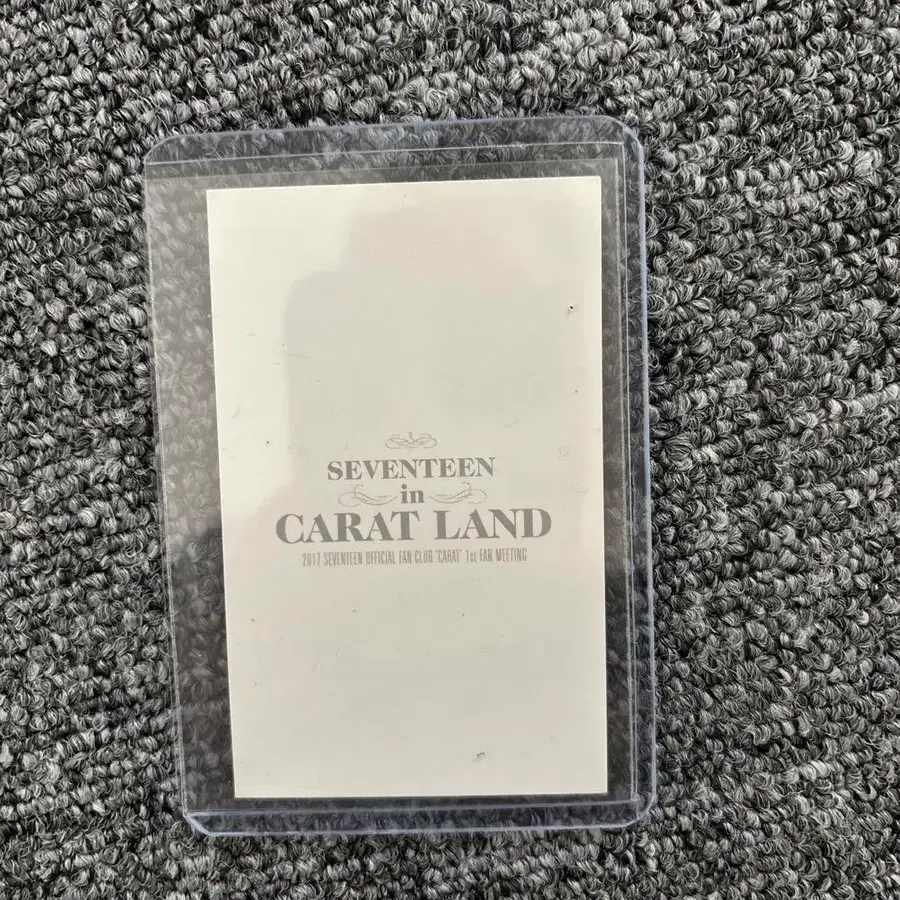 SEVENTEEN
in
CARAT LAND
2017 SEVENTEEN OFFICIAL FAN CLUB 'CARAT' 1st FAN MEETING